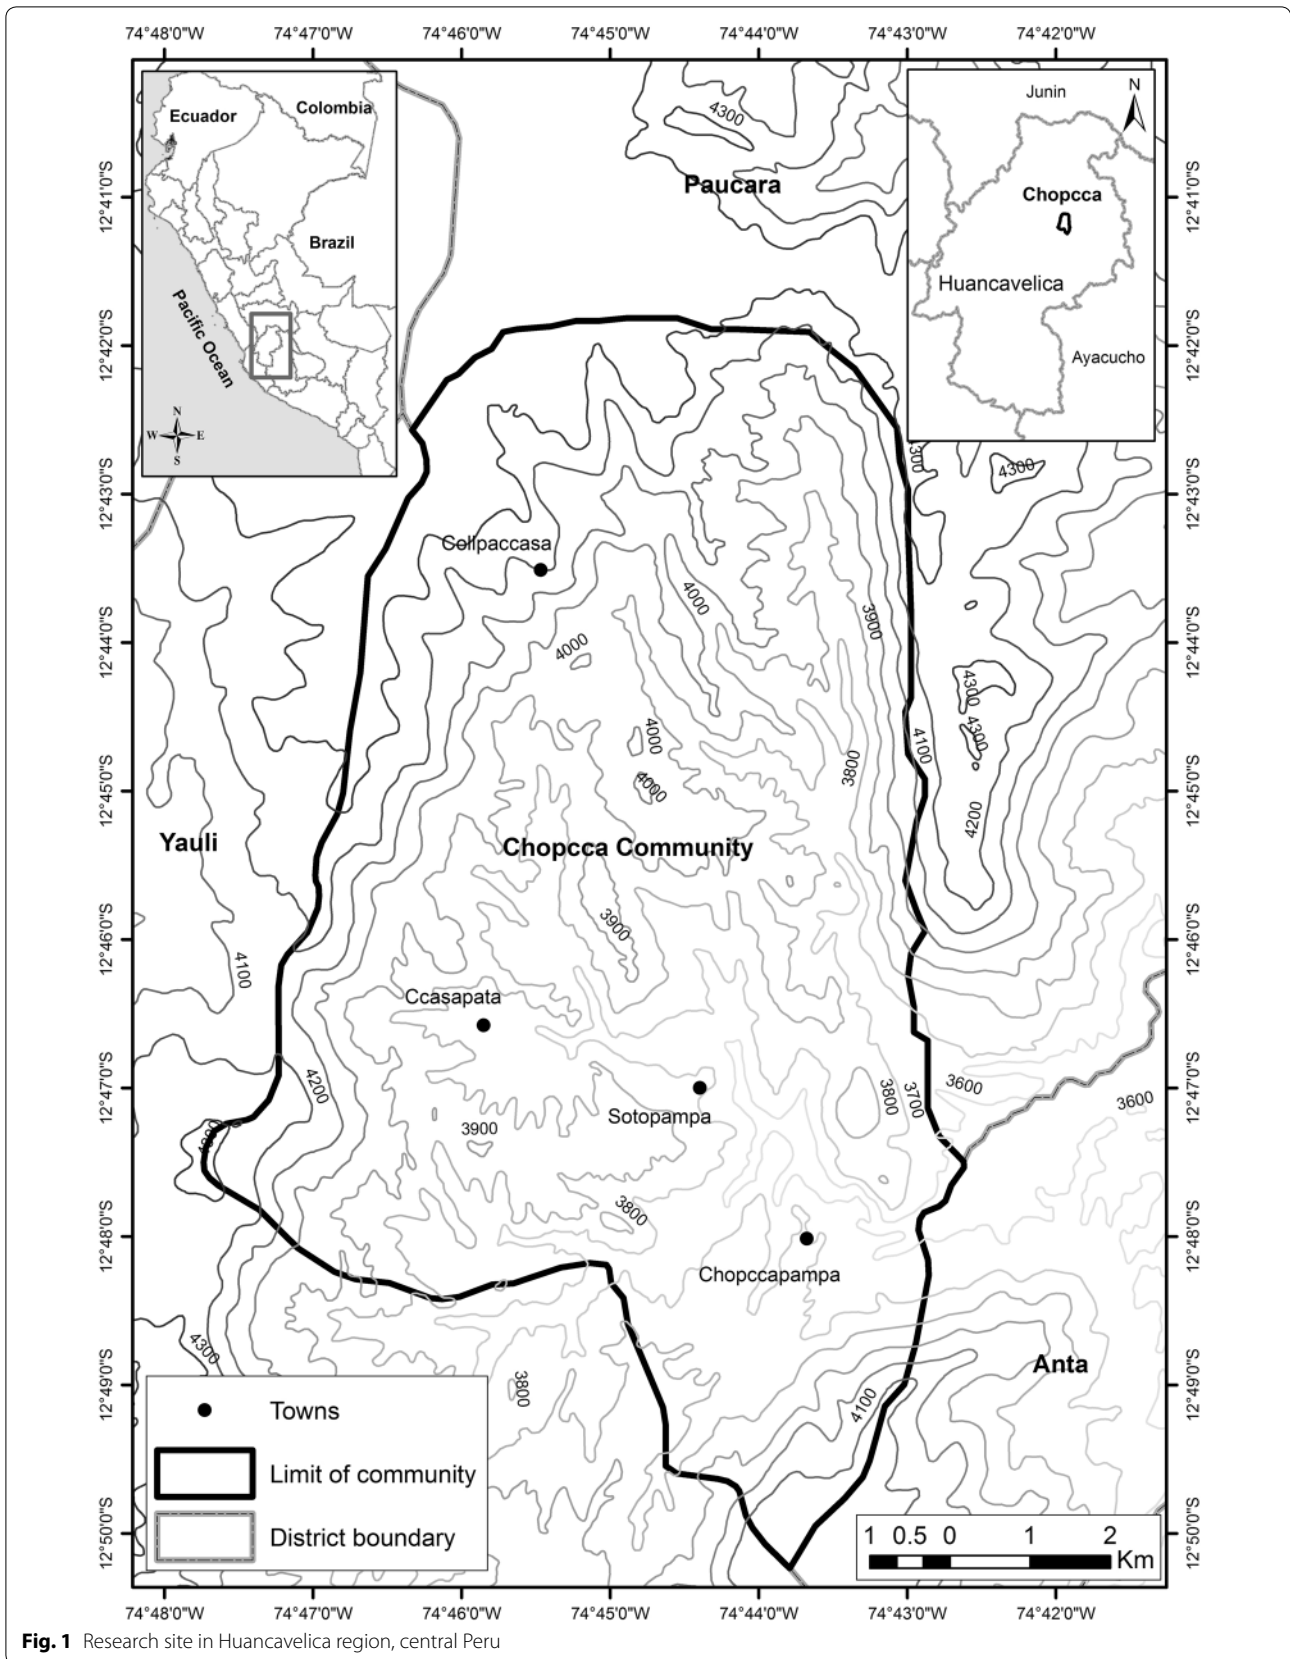 74°48'0"W 74°47'0"W 74°46'0"W 74°45'0"W 74°44'0"W 74°43'0"W 74°42'0"W
Ecuador
Colombia
Brazil
Pacific Ocean
N
W E
S
4300
Paucara
Junin
N
Chopcca
Huancavelica
Ayacucho
12°41'0"S
12°41'0"S
12°42'0"S
12°42'0"S
4300
12°43'0"S
12°43'0"S
Collpaccasa
4000
3900
4000
12°44'0"S
12°44'0"S
4300
4000
4300
4100
3800
4000
12°45'0"S
12°45'0"S
4200
Yauli
Chopcca Community
3900
12°46'0"S
12°46'0"S
4100
Ccasapata
4200
12°47'0"S
12°47'0"S
3800
3700
3600
3600
Sotopampa
3900
3800
12°48'0"S
12°48'0"S
Chopccapampa
4300
Anta
12°49'0"S
12°49'0"S
3800
4100
Towns
Limit of community
District boundary
12°50'0"S
12°50'0"S
1 0.5 0 1 2
Km
74°48'0"W 74°47'0"W 74°46'0"W 74°45'0"W 74°44'0"W 74°43'0"W 74°42'0"W
Fig. 1 Research site in Huancavelica region, central Peru